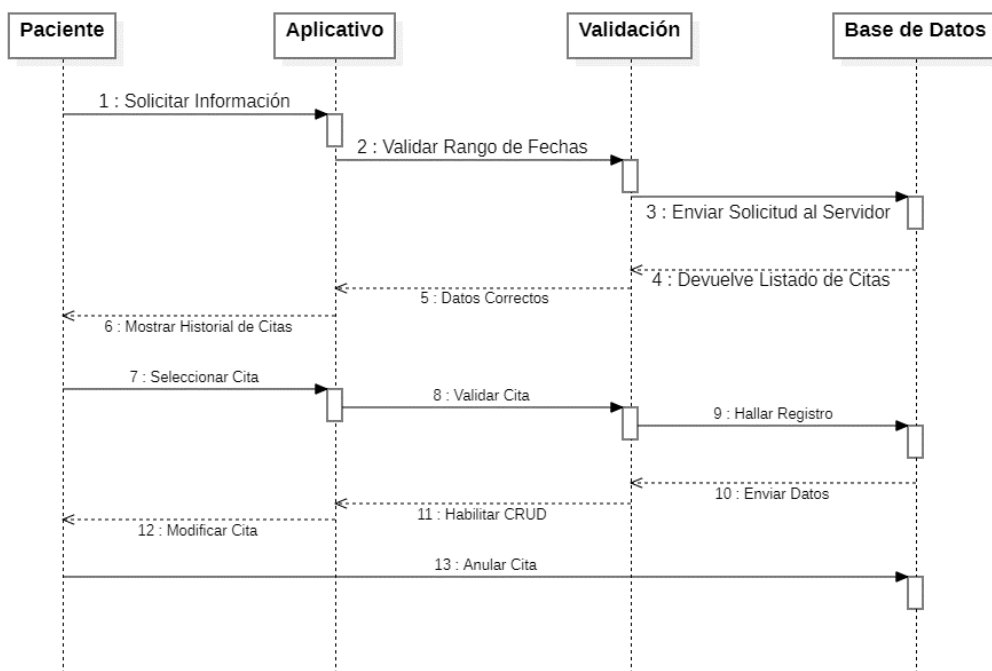 Paciente
Aplicativo
Validación
Base de Datos
1 : Solicitar Información
2 : Validar Rango de Fechas
3 : Enviar Solicitud al Servidor
4 : Devuelve Listado de Citas
5 : Datos Correctos
6 : Mostrar Historial de Citas
7 : Seleccionar Cita
8 : Validar Cita
9 : Hallar Registro
10 : Enviar Datos
11 : Habilitar CRUD
12 : Modificar Cita
13 : Anular Cita